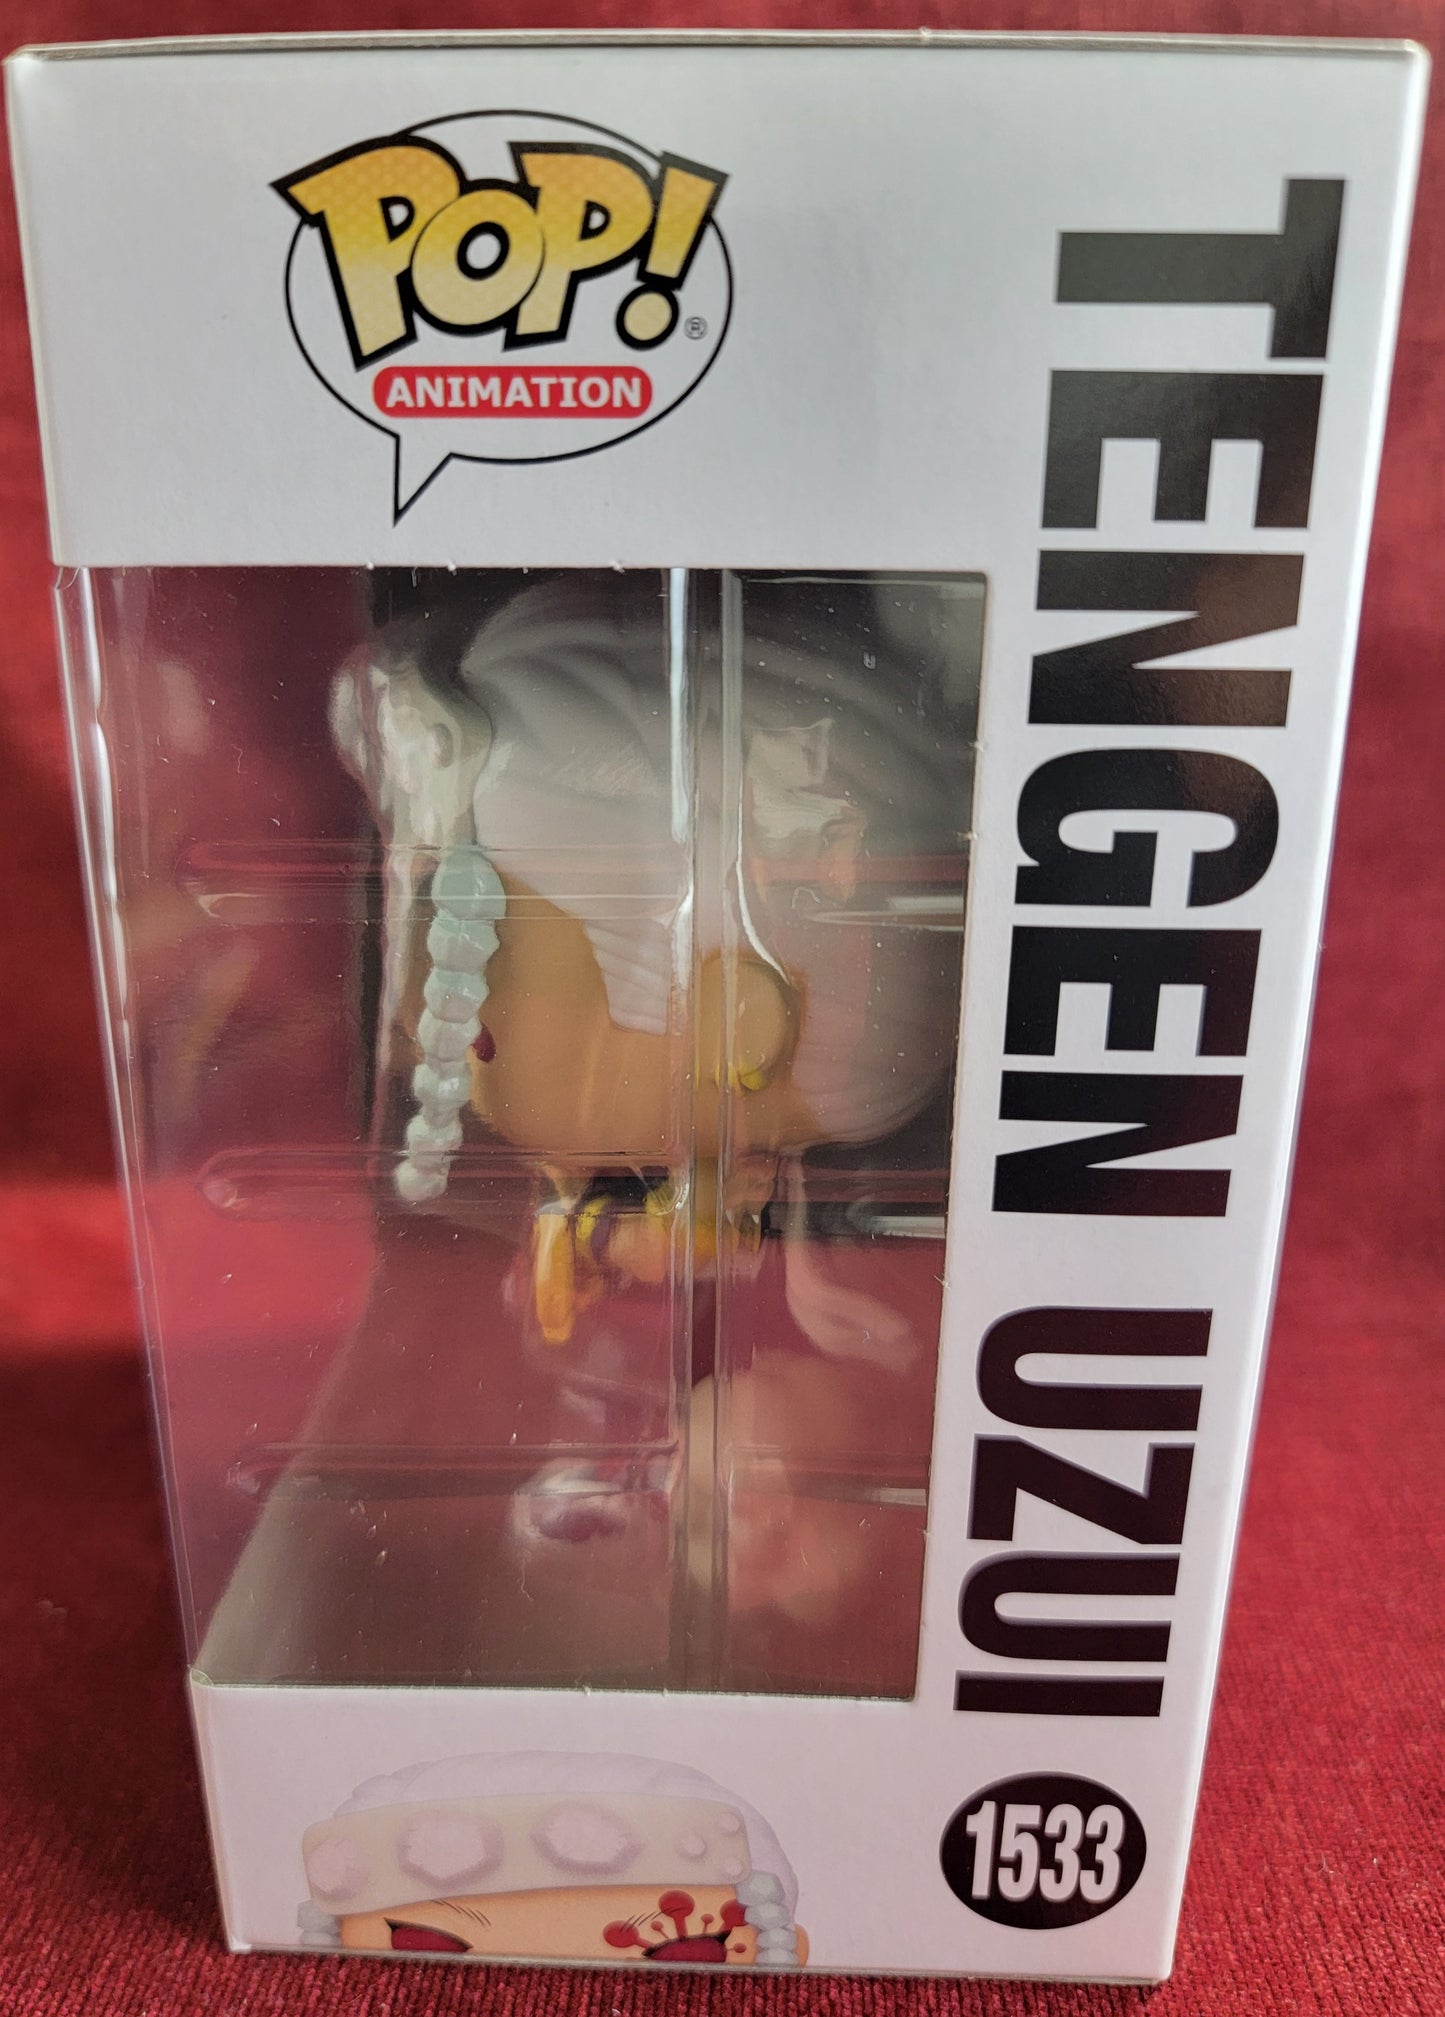 POP!®
ANIMATION
TENGEN UZUI
1533